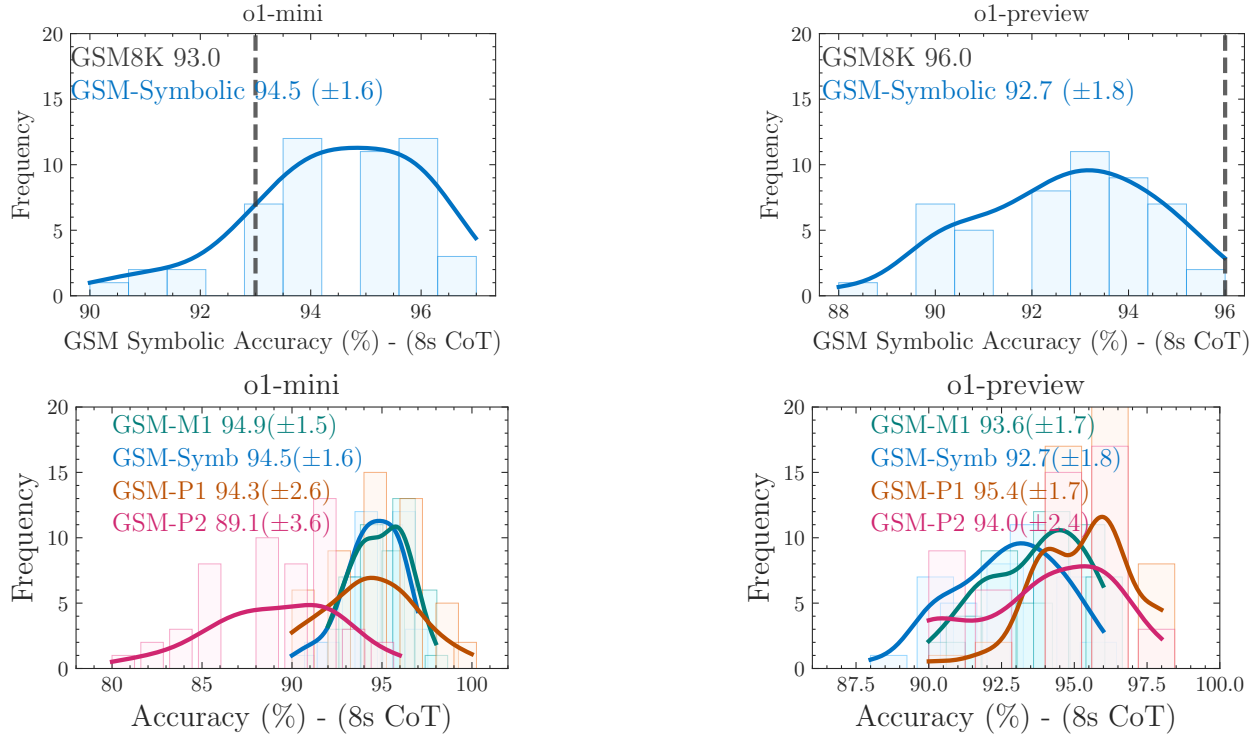 o1-mini
20
15
10
5
0
Frequency
GSM8K 93.0
GSM-Symbolic 94.5 (±1.6)
90 92 94 96
GSM Symbolic Accuracy (%) - (8s CoT)
o1-preview
20
15
10
5
0
Frequency
GSM8K 96.0
GSM-Symbolic 92.7 (±1.8)
88 90 92 94 96
GSM Symbolic Accuracy (%) - (8s CoT)
o1-mini
20
15
10
5
0
Frequency
GSM-M1 94.9(±1.5)
GSM-Symb 94.5(±1.6)
GSM-P1 94.3(±2.6)
GSM-P2 89.1(±3.6)
80 85 90 95 100
Accuracy (%) - (8s CoT)
o1-preview
20
15
10
5
0
Frequency
GSM-M1 93.6(±1.7)
GSM-Symb 92.7(±1.8)
GSM-P1 95.4(±1.7)
GSM-P2 94.0(±2.4)
87.5 90.0 92.5 95.0 97.5 100.0
Accuracy (%) - (8s CoT)